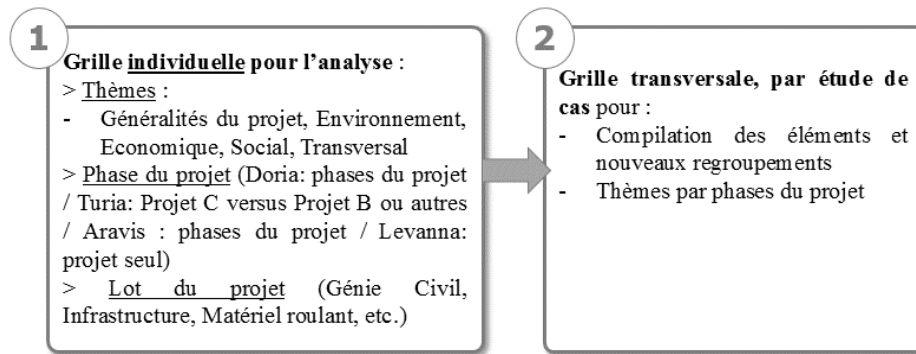 1
Grille individuelle pour l'analyse :
> Thèmes :
- Généralités du projet, Environnement,
Economique, Social, Transversal
> Phase du projet (Doria: phases du projet
/ Turia: Projet C versus Projet B ou autres
/ Aravis : phases du projet / Levanna:
projet seul)
> Lot du projet (Génie Civil,
Infrastructure, Matériel roulant, etc.)
2
Grille transversale, par étude de
cas pour :
- Compilation des éléments et
nouveaux regroupements
- Thèmes par phases du projet